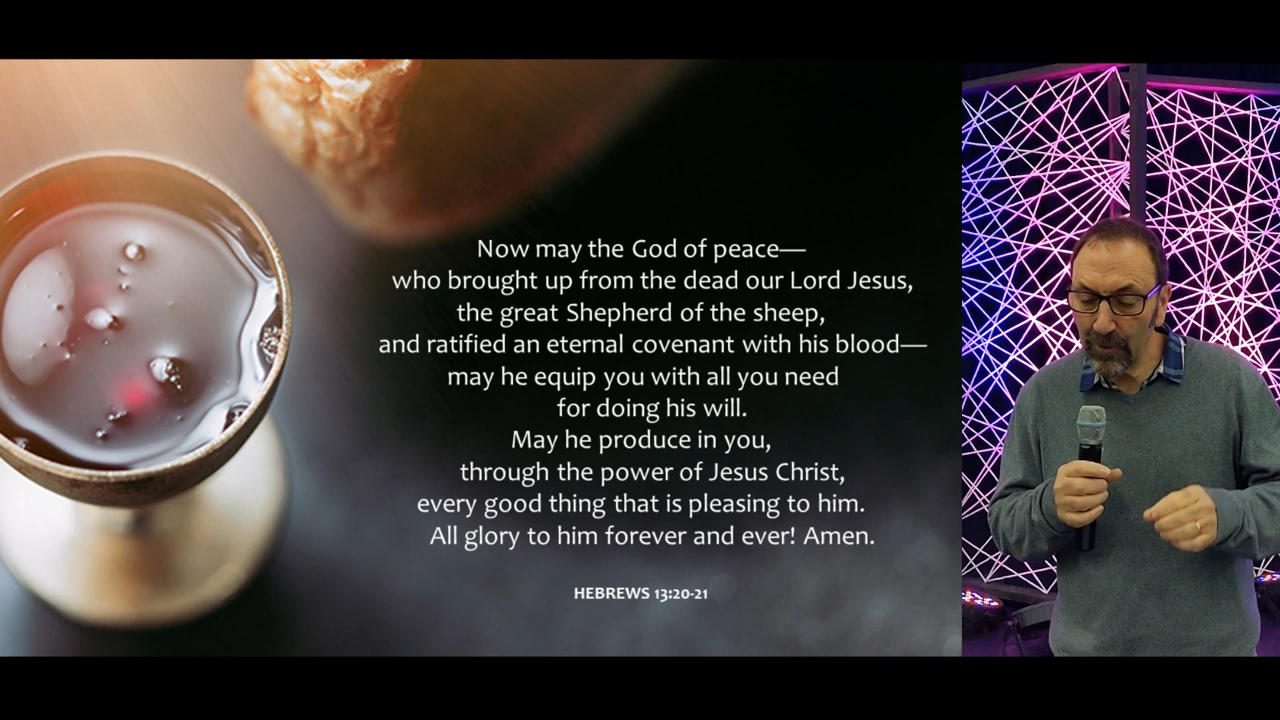 Now may the God of peace—
who brought up from the dead our Lord Jesus,
the great Shepherd of the sheep,
and ratified an eternal covenant with his blood—
may he equip you with all you need
for doing his will.
May he produce in you,
through the power of Jesus Christ,
every good thing that is pleasing to him.
All glory to him forever and ever! Amen.
HEBREWS 13:20-21